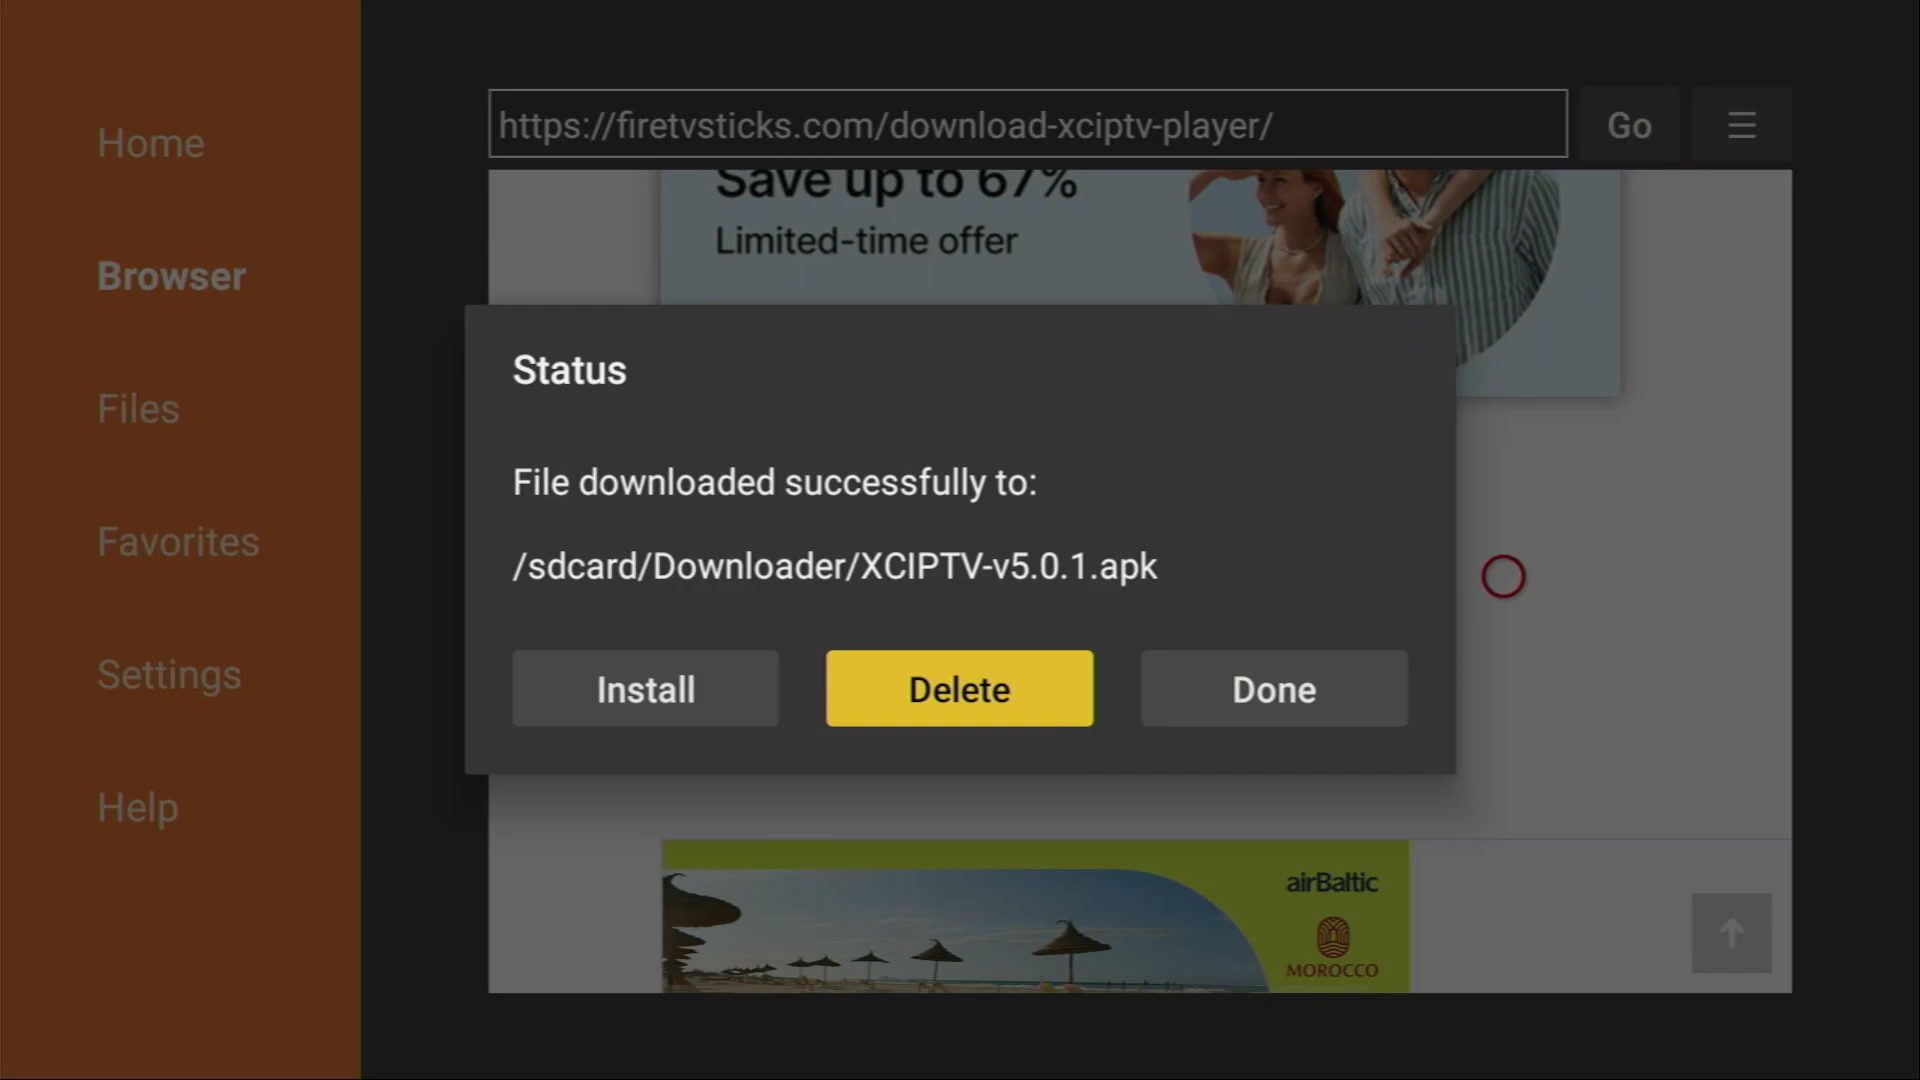 Home
Browser
Files
Favorites
Settings
Help
https://firetvsticks.com/download-xciptv-player/
Go
Save up to 67%
Limited-time offer
Status
File downloaded successfully to:
/sdcard/Downloader/XCIPTV-v5.0.1.apk
Install
Delete
Done
airBaltic
MOROCCO